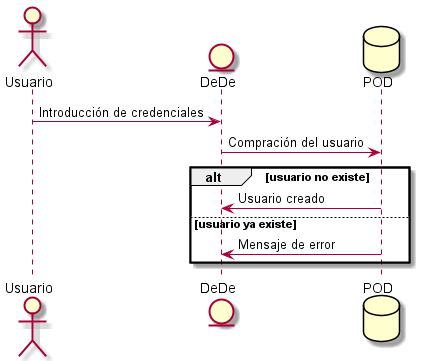 Usuario
DeDe
POD
Introducción de credenciales
Compración del usuario
alt
[usuario no existe]
Usuario creado
[usuario ya existe]
Mensaje de error
Usuario
DeDe
POD